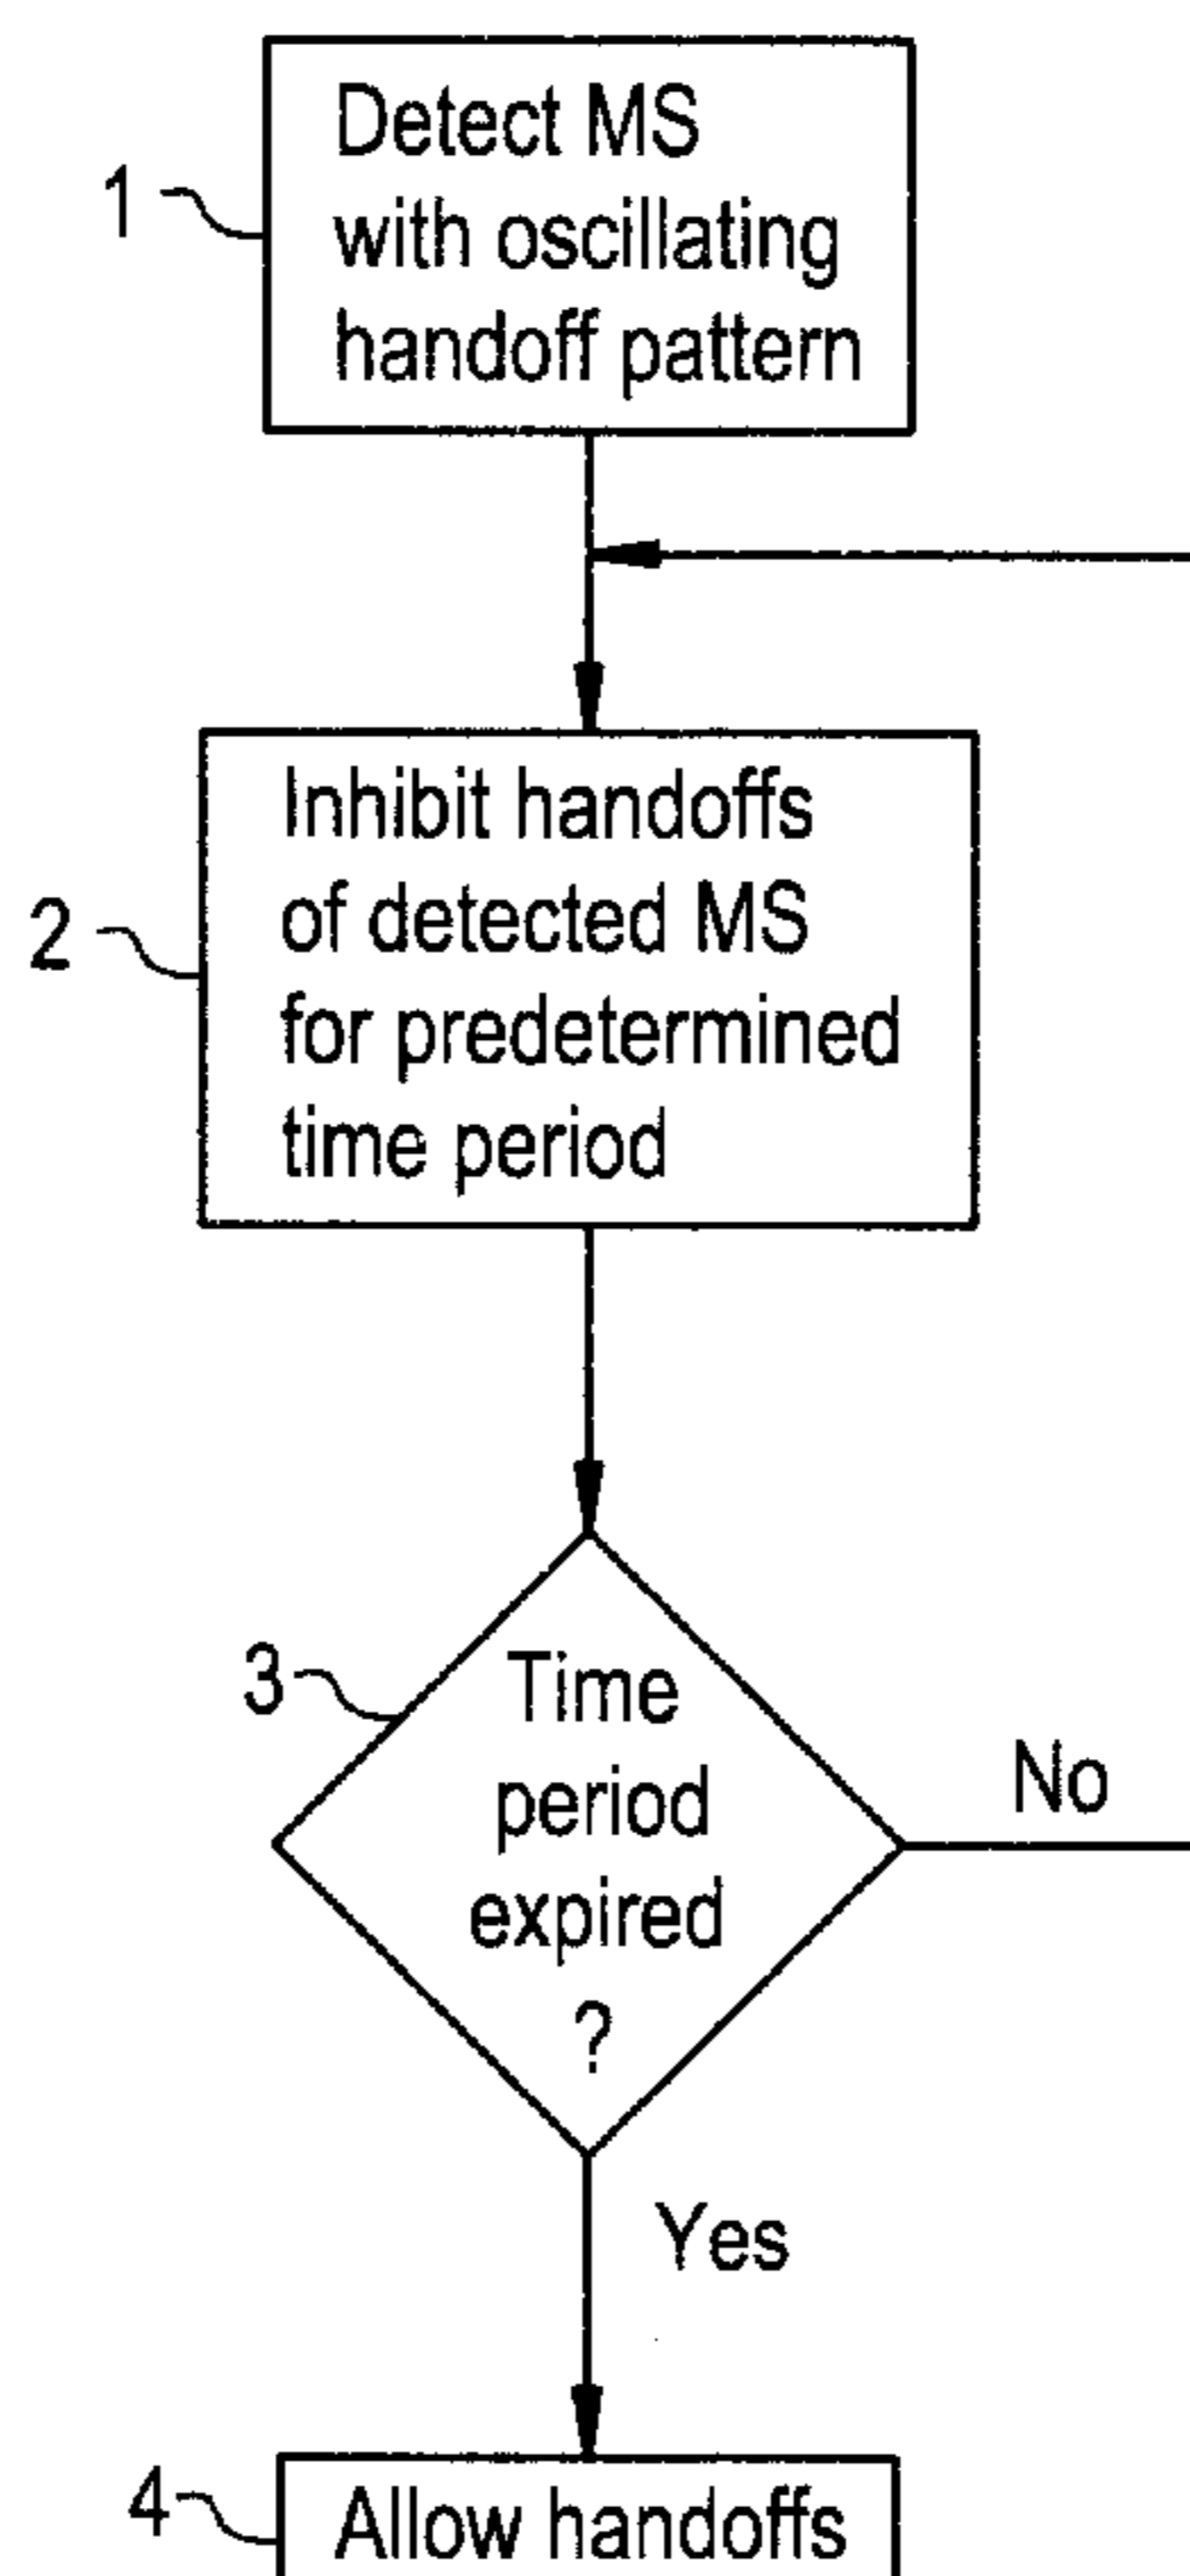 1
Detect MS
with oscillating
handoff pattern
2
Inhibit handoffs
of detected MS
for predetermined
time period
3
Time
period
expired
?
No
Yes
4
Allow handoffs